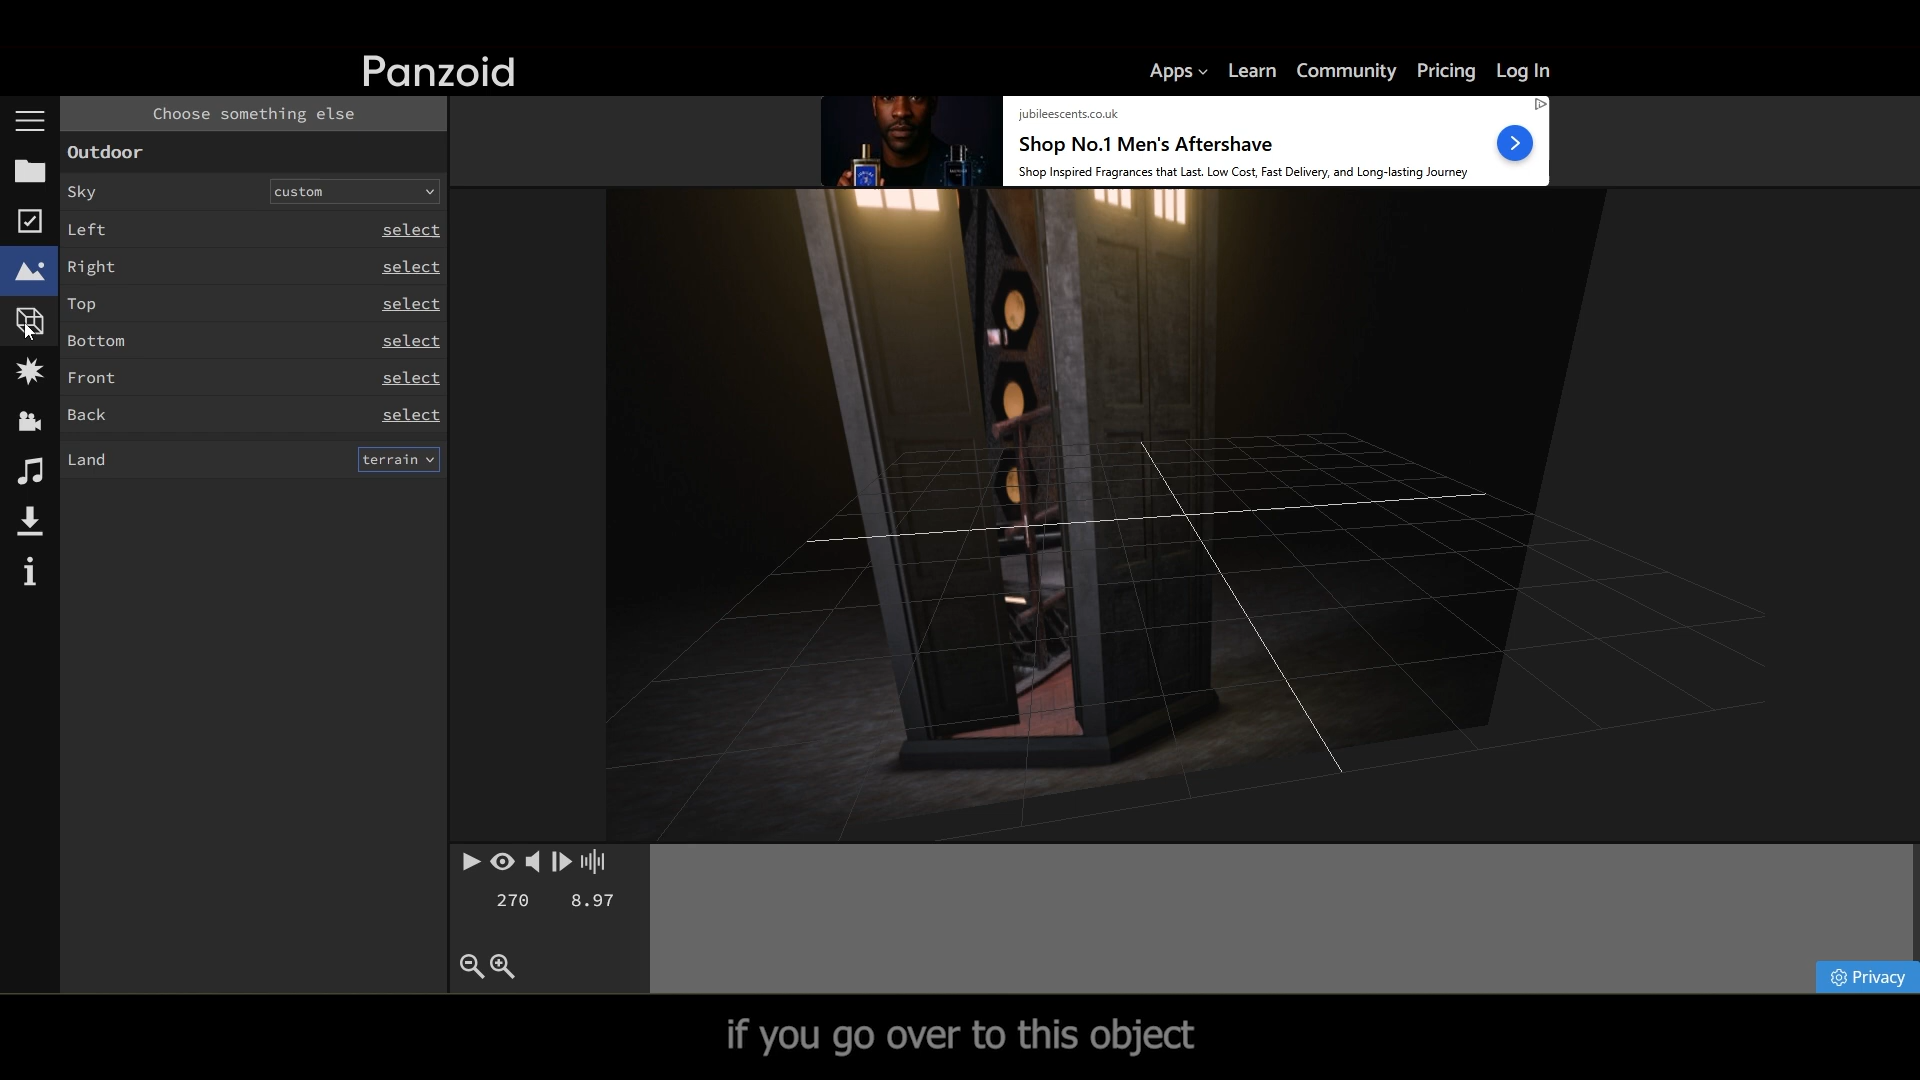 Panzoid
Apps
Learn
Community
Pricing
Log In
Choose something else
jubileescents.co.uk
Shop No.1 Men's Aftershave
Shop Inspired Fragrances that Last. Low Cost, Fast Delivery, and Long-lasting Journey
Outdoor
Sky custom
Left select
Right select
Top select
Bottom select
Front select
Back select
Land terrain
270 8.97
Privacy
if you go over to this object